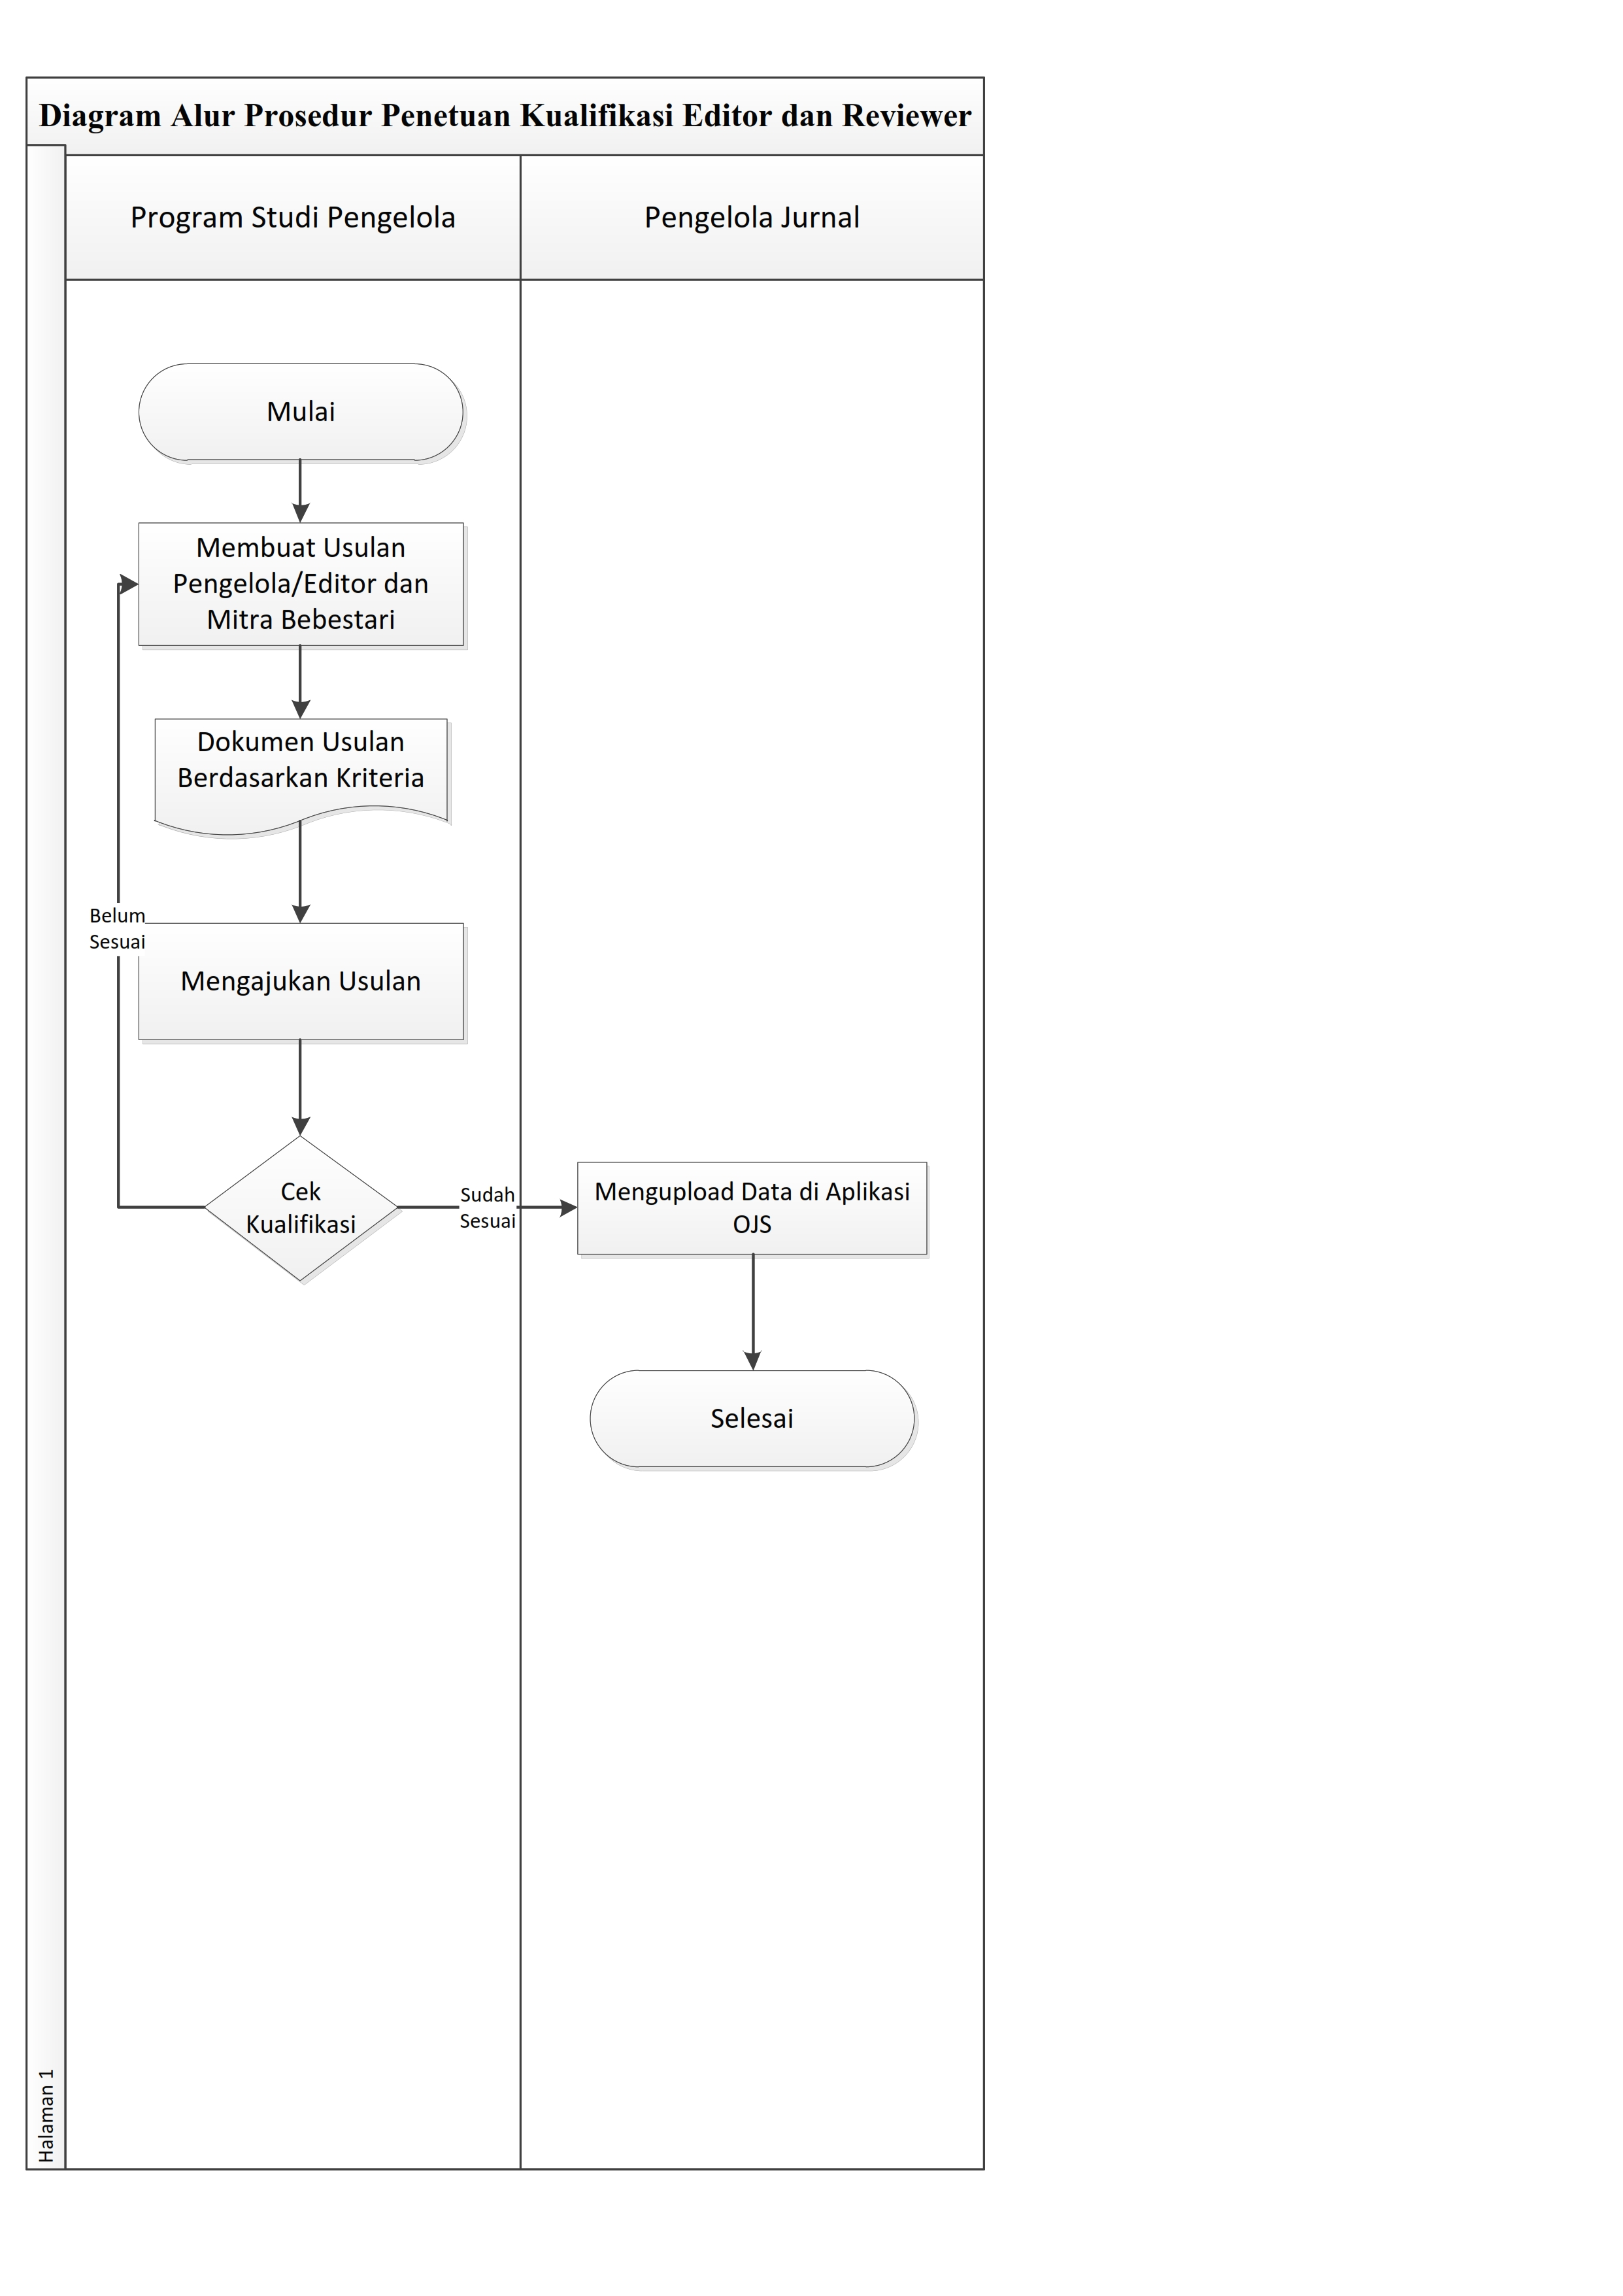 Diagram Alur Prosedur Penetuan Kualifikasi Editor dan Reviewer
Program Studi Pengelola
Pengelola Jurnal
Mulai
Membuat Usulan
Pengelola/Editor dan
Mitra Bebestari
Dokumen Usulan
Berdasarkan Kriteria
Belum
Sesuai
Mengajukan Usulan
Cek
Kualifikasi
Sudah
Sesuai
Mengupload Data di Aplikasi
OJS
Selesai
Halaman 1